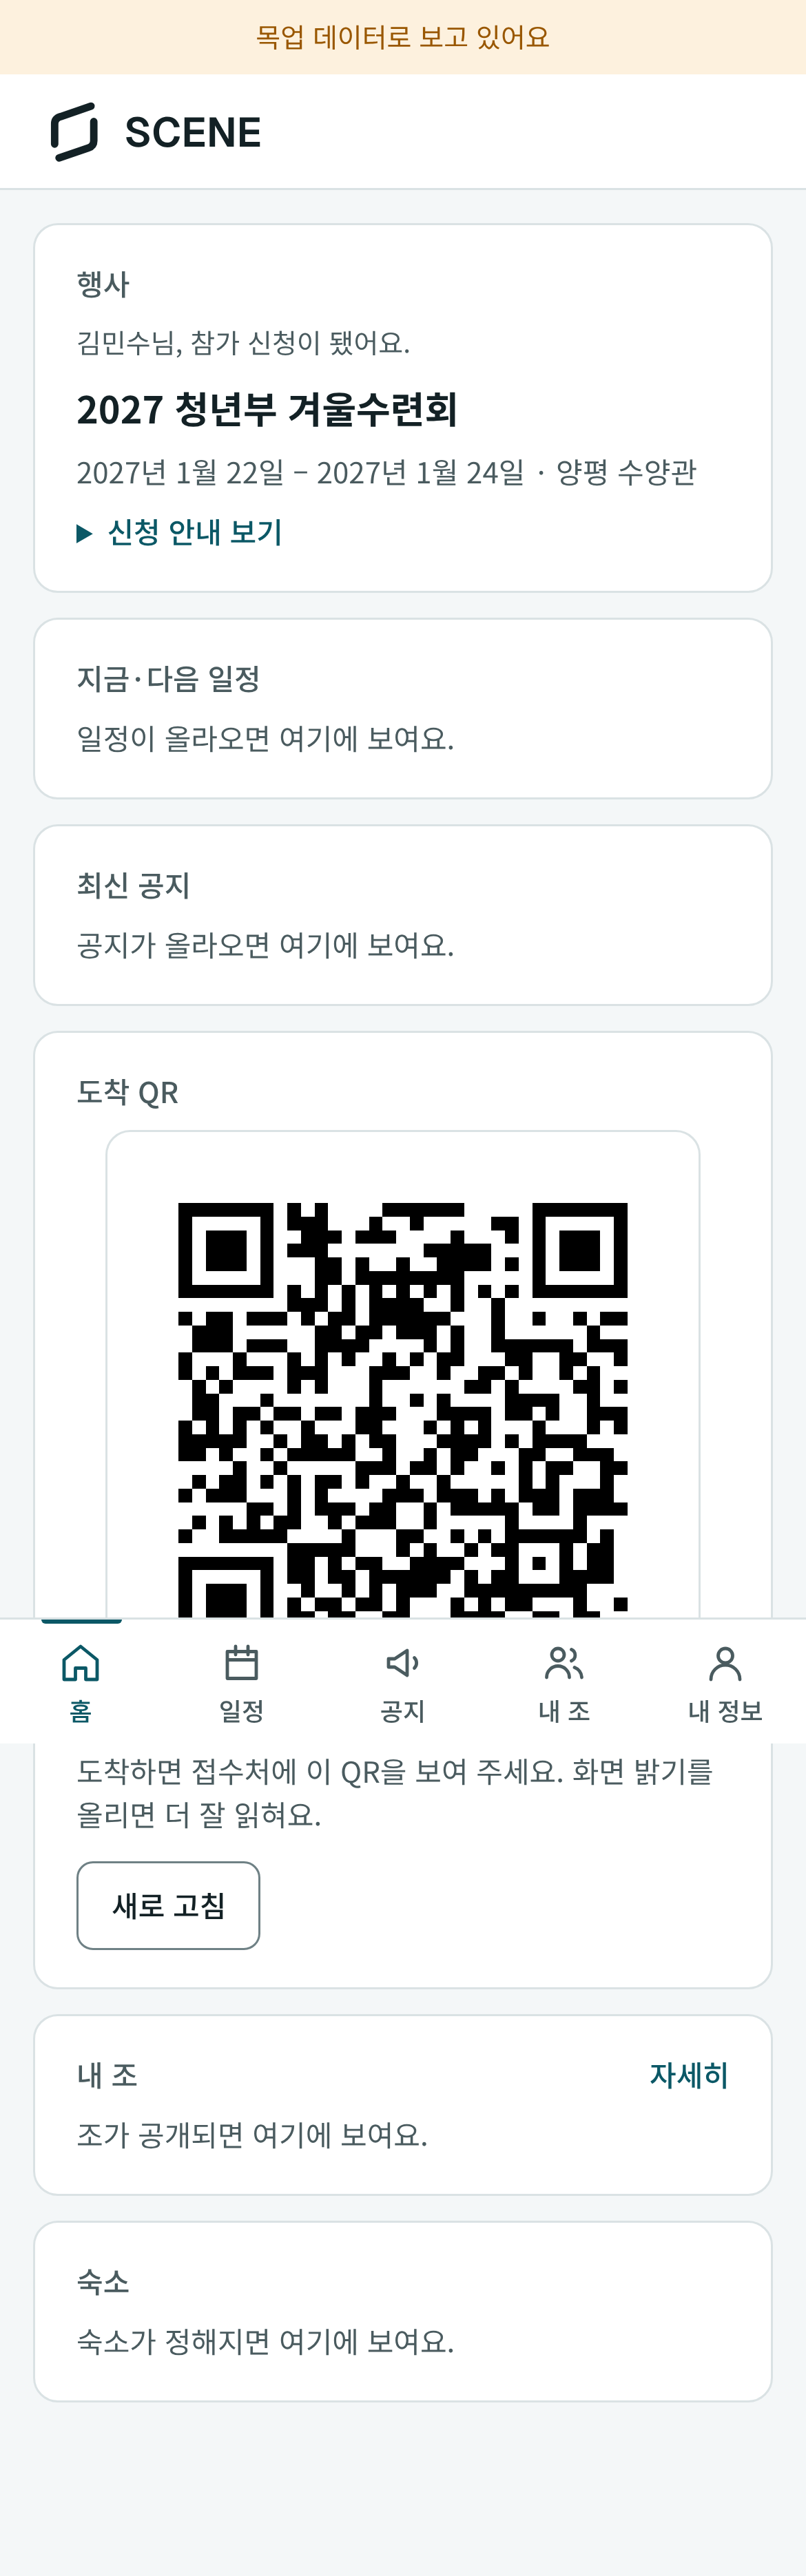 목업 데이터로 보고 있어요
SCENE
행사
김민수님, 참가 신청이 됐어요.
2027 청년부 겨울수련회
2027년 1월 22일 – 2027년 1월 24일 · 양평 수양관
▶ 신청 안내 보기
지금·다음 일정
일정이 올라오면 여기에 보여요.
최신 공지
공지가 올라오면 여기에 보여요.
도착 QR
홈
일정
공지
내 조
내 정보
도착하면 접수처에 이 QR을 보여 주세요. 화면 밝기를
올리면 더 잘 읽혀요.
새로 고침
내 조
자세히
조가 공개되면 여기에 보여요.
숙소
숙소가 정해지면 여기에 보여요.